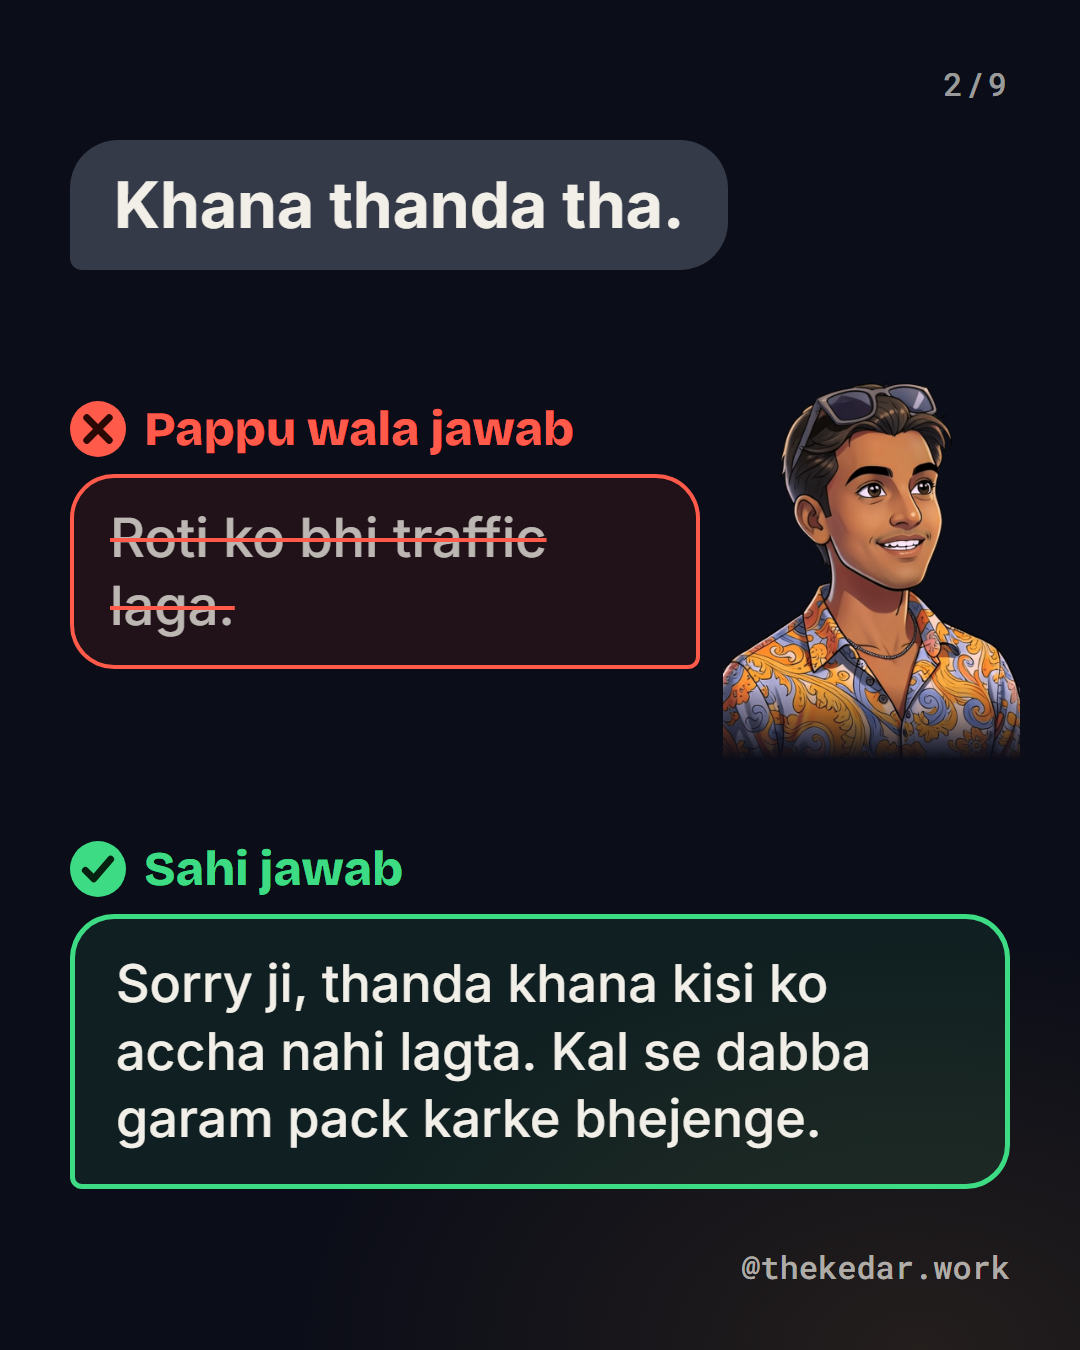 2/9
Khana thanda tha.
Pappu wala jawab
Roti ko bhi traffic
laga.
Sahi jawab
Sorry ji, thanda khana kisi ko
accha nahi lagta. Kal se dabba
garam pack karke bhejenge.
@thekedar.work